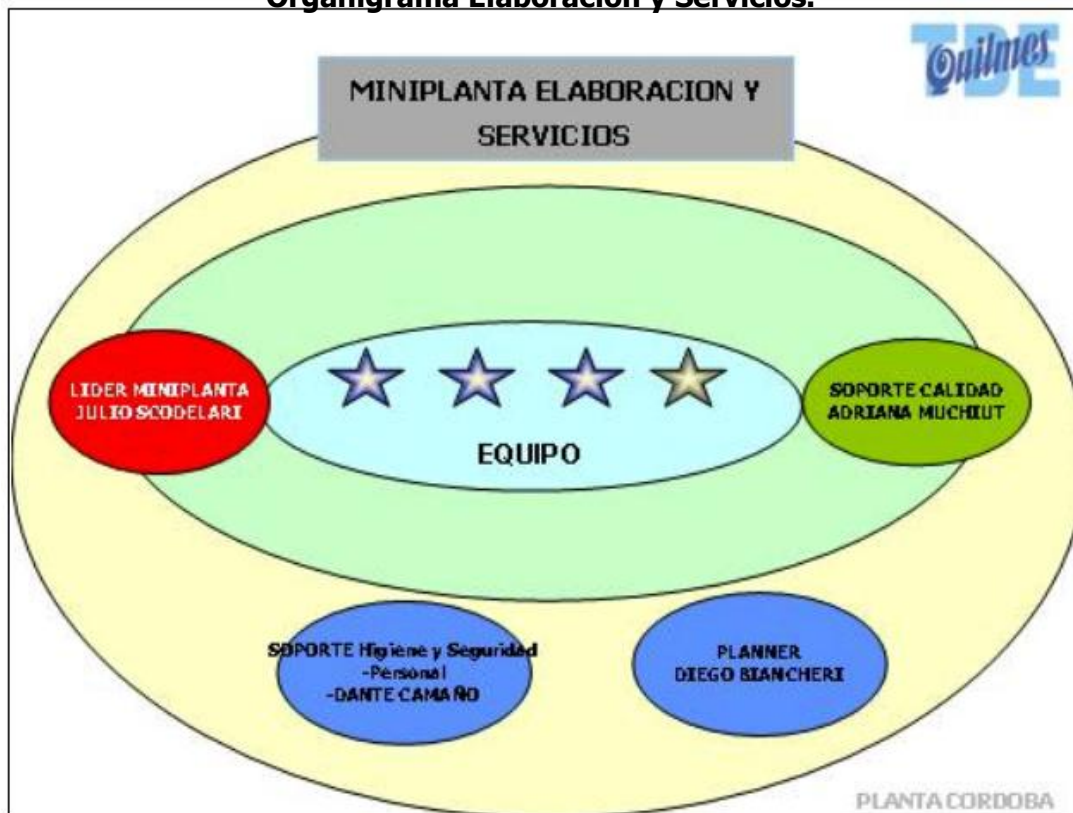 Organigrama Elaboración y Servicios.
TDE
Quilmes
MINIPLANTA ELABORACION Y
SERVICIOS
LIDER MINIPLANTA
JULIO SCODELARI
SOPORTE CALIDAD
ADRIANA MUCHIUT
EQUIPO
SOPORTE Higiene y Seguridad
-Personal
-DANTE CAMAÑO
PLANNER
DIEGO BIANCHERI
PLANTA CORDOBA